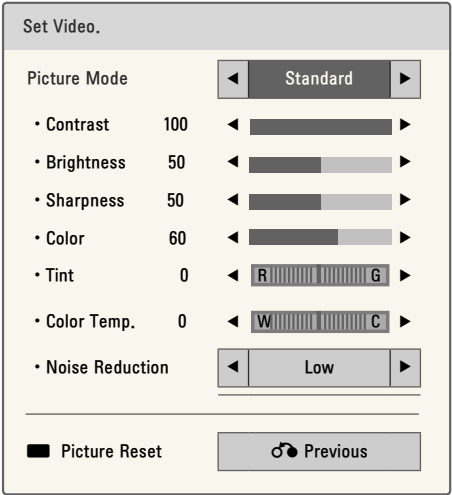 Set Video.
Picture Mode Standard
• Contrast 100
• Brightness 50
• Sharpness 50
• Color 60
• Tint 0 R G
• Color Temp. 0 W C
• Noise Reduction Low
Picture Reset Previous